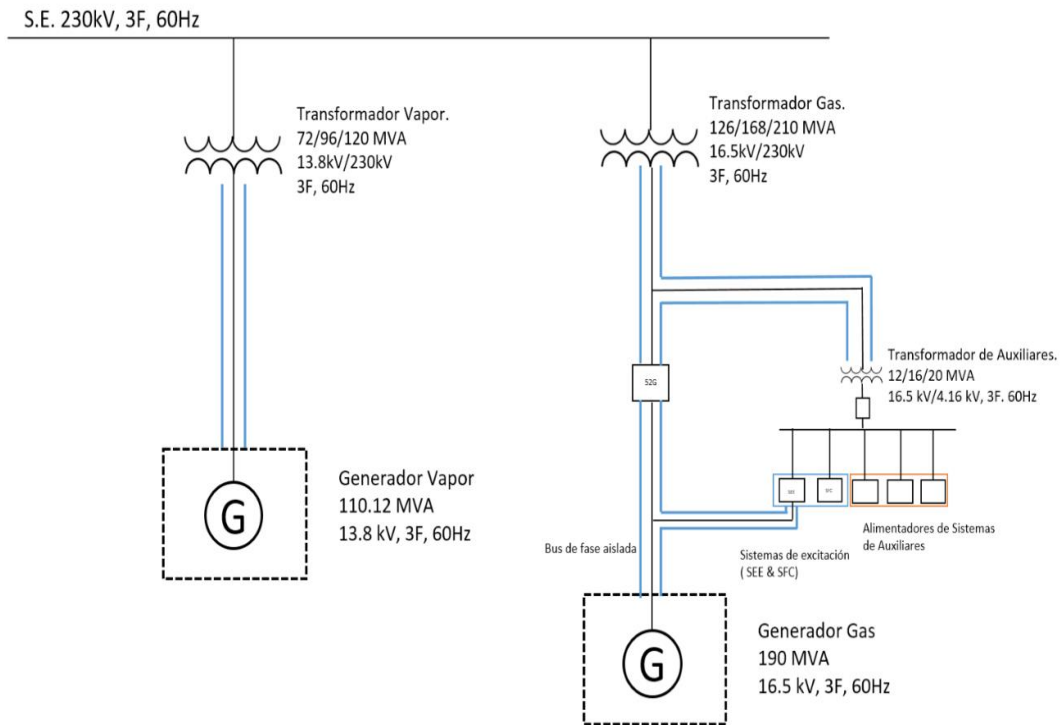 S.E. 230kV, 3F, 60Hz
Transformador Vapor.
72/96/120 MVA
13.8kV/230kV
3F, 60Hz
Transformador Gas.
126/168/210 MVA
16.5kV/230kV
3F, 60Hz
Transformador de Auxiliares.
12/16/20 MVA
16.5 kV/4.16 kV, 3F. 60Hz
52G
Generador Vapor
110.12 MVA
13.8 kV, 3F, 60Hz
G
SEE
SFC
Alimentadores de Sistemas
de Auxiliares
Bus de fase aislada
Sistemas de excitación
( SEE & SFC)
Generador Gas
190 MVA
16.5 kV, 3F, 60Hz
G